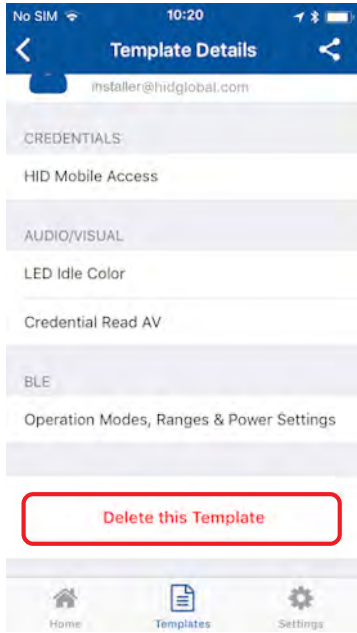 No SIM 10:20
Template Details
installer@hidglobal.com
CREDENTIALS
HID Mobile Access
AUDIO/VISUAL
LED Idle Color
Credential Read AV
BLE
Operation Modes, Ranges & Power Settings
Delete this Template
Home Templates Settings